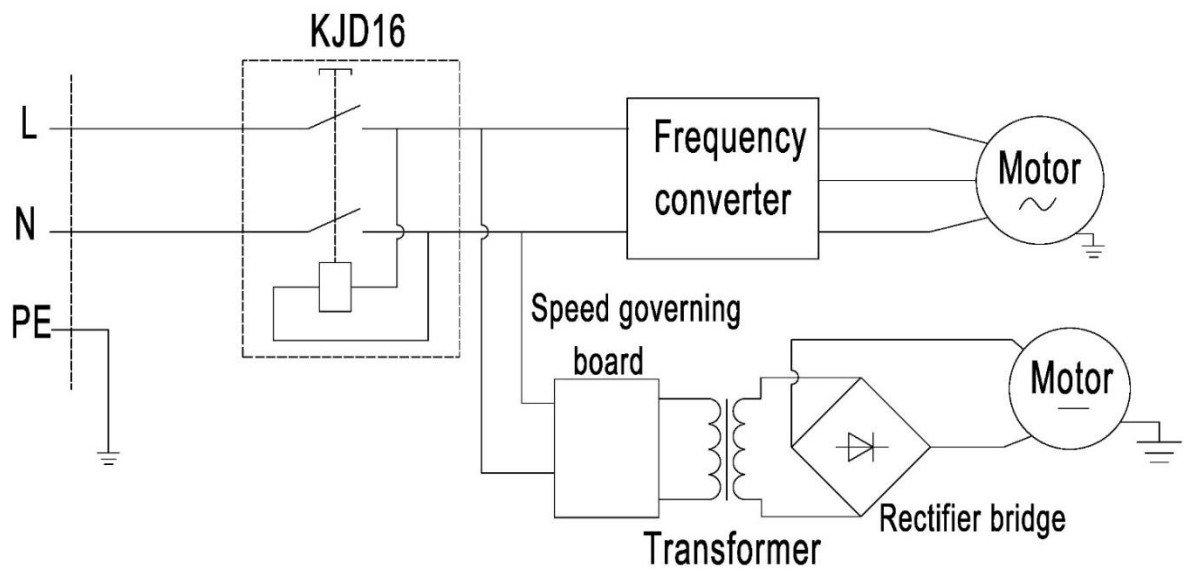 KJD16
L
N
PE
Frequency
converter
Motor
Speed governing
board
Motor
Rectifier bridge
Transformer